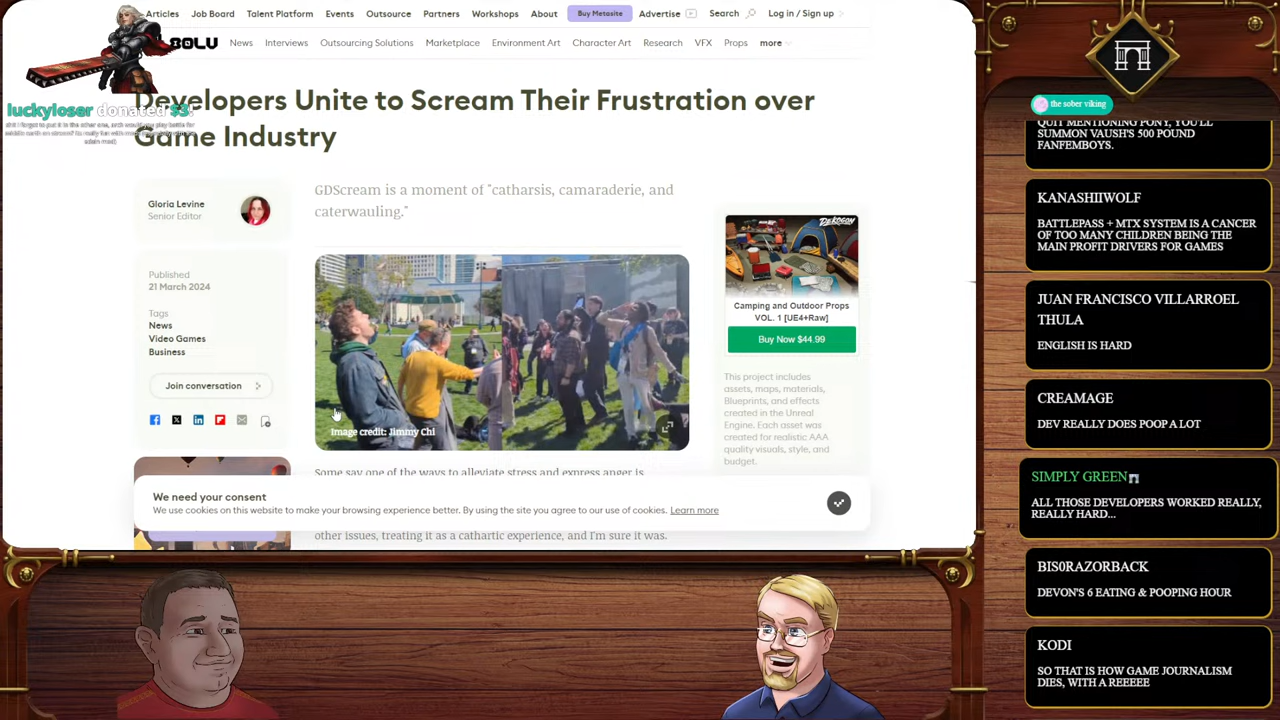 Articles Job Board Talent Platform Events Outsource Partners Workshops About Buy Metasite Advertise Search Log in / Sign up
80LV News Interviews Outsourcing Solutions Marketplace Environment Art Character Art Research VFX Props more
luckyloser donated $3!
Developers Unite to Scream Their Frustration over
Game Industry
GDScream is a moment of "catharsis, camaraderie, and
caterwauling."
Gloria Levine
Senior Editor
Published
21 March 2024
Tags
News
Video Games
Business
Join conversation
Image credit: Jimmy Chi
Some say one of the ways to alleviate stress and express anger is
DEKOGON
Camping and Outdoor Props
VOL. 1 [UE4+Raw]
Buy Now $44.99
This project includes
assets, maps, materials,
Blueprints, and effects
created in the Unreal
Engine. Each asset was
created for realistic AAA
quality visuals, style, and
budget.
We need your consent
We use cookies on this website to make your browsing experience better. By using the site you agree to our use of cookies. Learn more
other issues, treating it as a cathartic experience, and I'm sure it was.
the sober viking
QUIT MENTIONING PONY, YOU'LL
SUMMON VAUSH'S 500 POUND
FANFEMBOYS.
KANASHIIWOLF
BATTLEPASS + MTX SYSTEM IS A CANCER
OF TOO MANY CHILDREN BEING THE
MAIN PROFIT DRIVERS FOR GAMES
JUAN FRANCISCO VILLARROEL
THULA
ENGLISH IS HARD
CREAMAGE
DEV REALLY DOES POOP A LOT
SIMPLY GREEN
ALL THOSE DEVELOPERS WORKED REALLY,
REALLY HARD...
BIS0RAZORBACK
DEVON'S 6 EATING & POOPING HOUR
KODI
SO THAT IS HOW GAME JOURNALISM
DIES, WITH A REEEEE